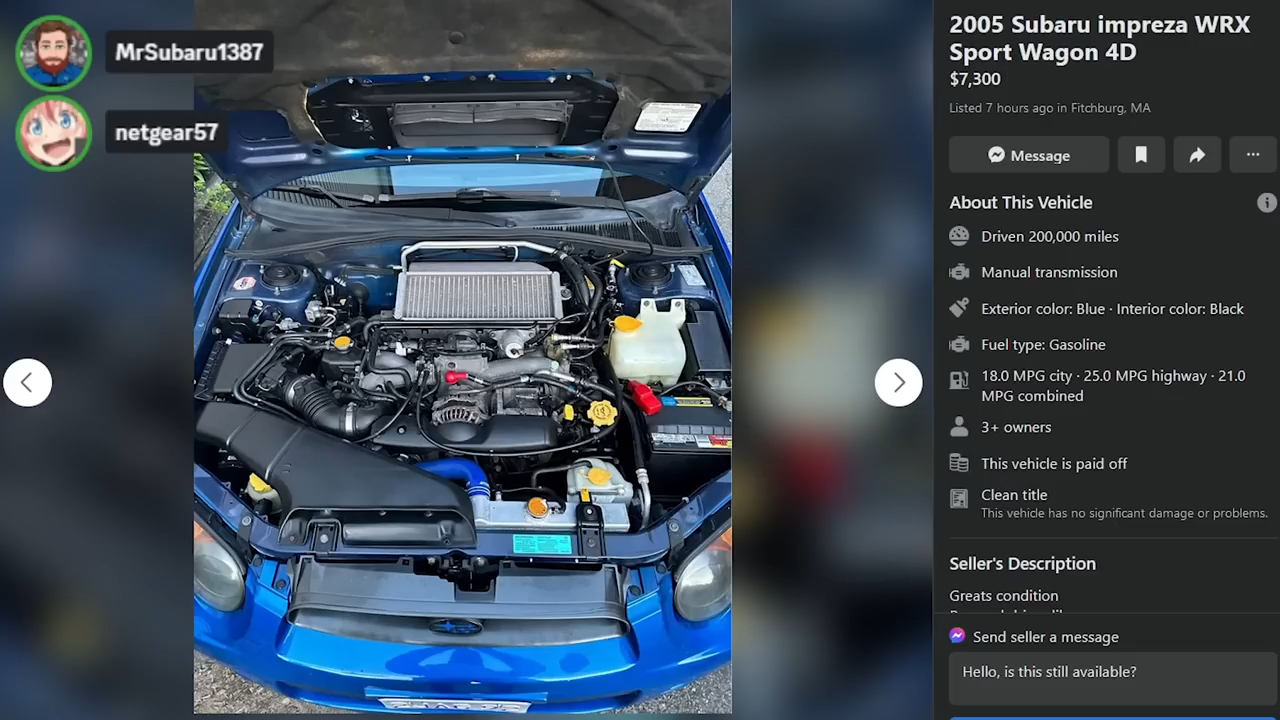 MrSubaru1387
netgear57
2005 Subaru impreza WRX
Sport Wagon 4D
$7,300
Listed 7 hours ago in Fitchburg, MA
Message
About This Vehicle
Driven 200,000 miles
Manual transmission
Exterior color: Blue · Interior color: Black
Fuel type: Gasoline
18.0 MPG city · 25.0 MPG highway · 21.0
MPG combined
3+ owners
This vehicle is paid off
Clean title
This vehicle has no significant damage or problems.
Seller's Description
Greats condition
Send seller a message
Hello, is this still available?